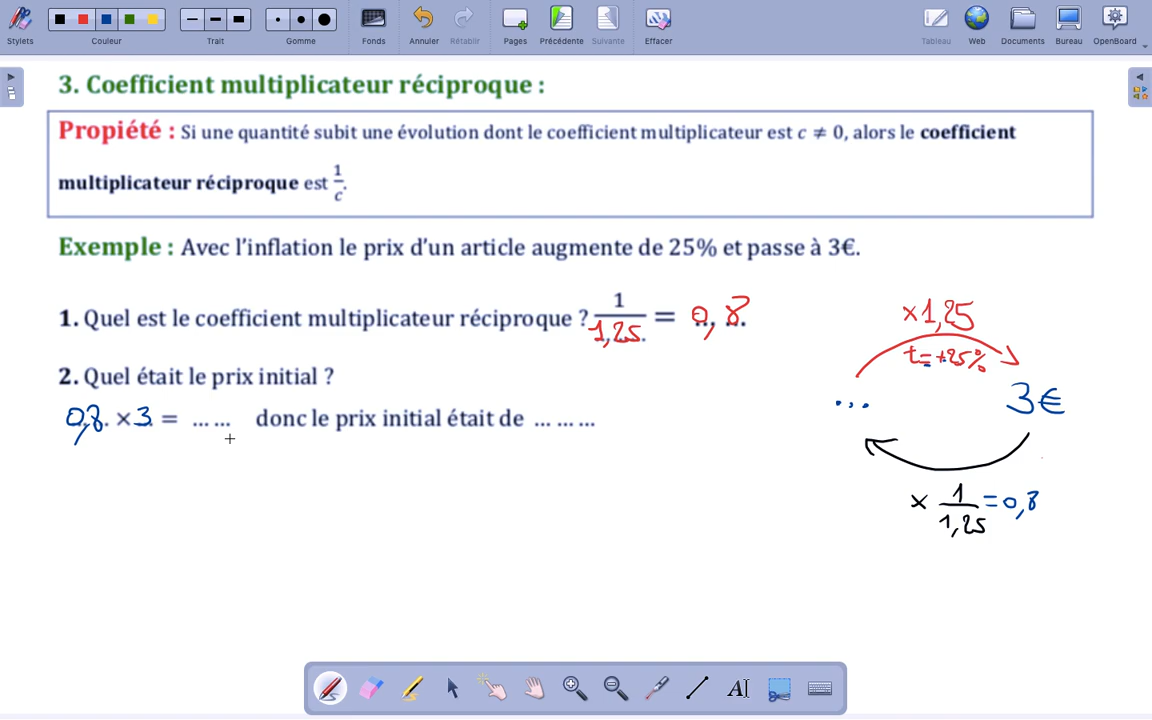 Stylets Couleur Trait Gomme Fonds Annuler Rétablir Pages Précédente Suivante Effacer Tableau Web Documents Bureau OpenBoard
3. Coefficient multiplicateur réciproque :
Propiété : Si une quantité subit une évolution dont le coefficient multiplicateur est c ≠ 0, alors le coefficient
multiplicateur réciproque est 1/c.
Exemple : Avec l'inflation le prix d'un article augmente de 25% et passe à 3€.
1. Quel est le coefficient multiplicateur réciproque ? 1/1,25 = 0,8
2. Quel était le prix initial ?
0,8 × 3 = ... ... donc le prix initial était de ... ... ...
×1,25
t=+25%
... 3€
× 1/1,25 = 0,8
AI